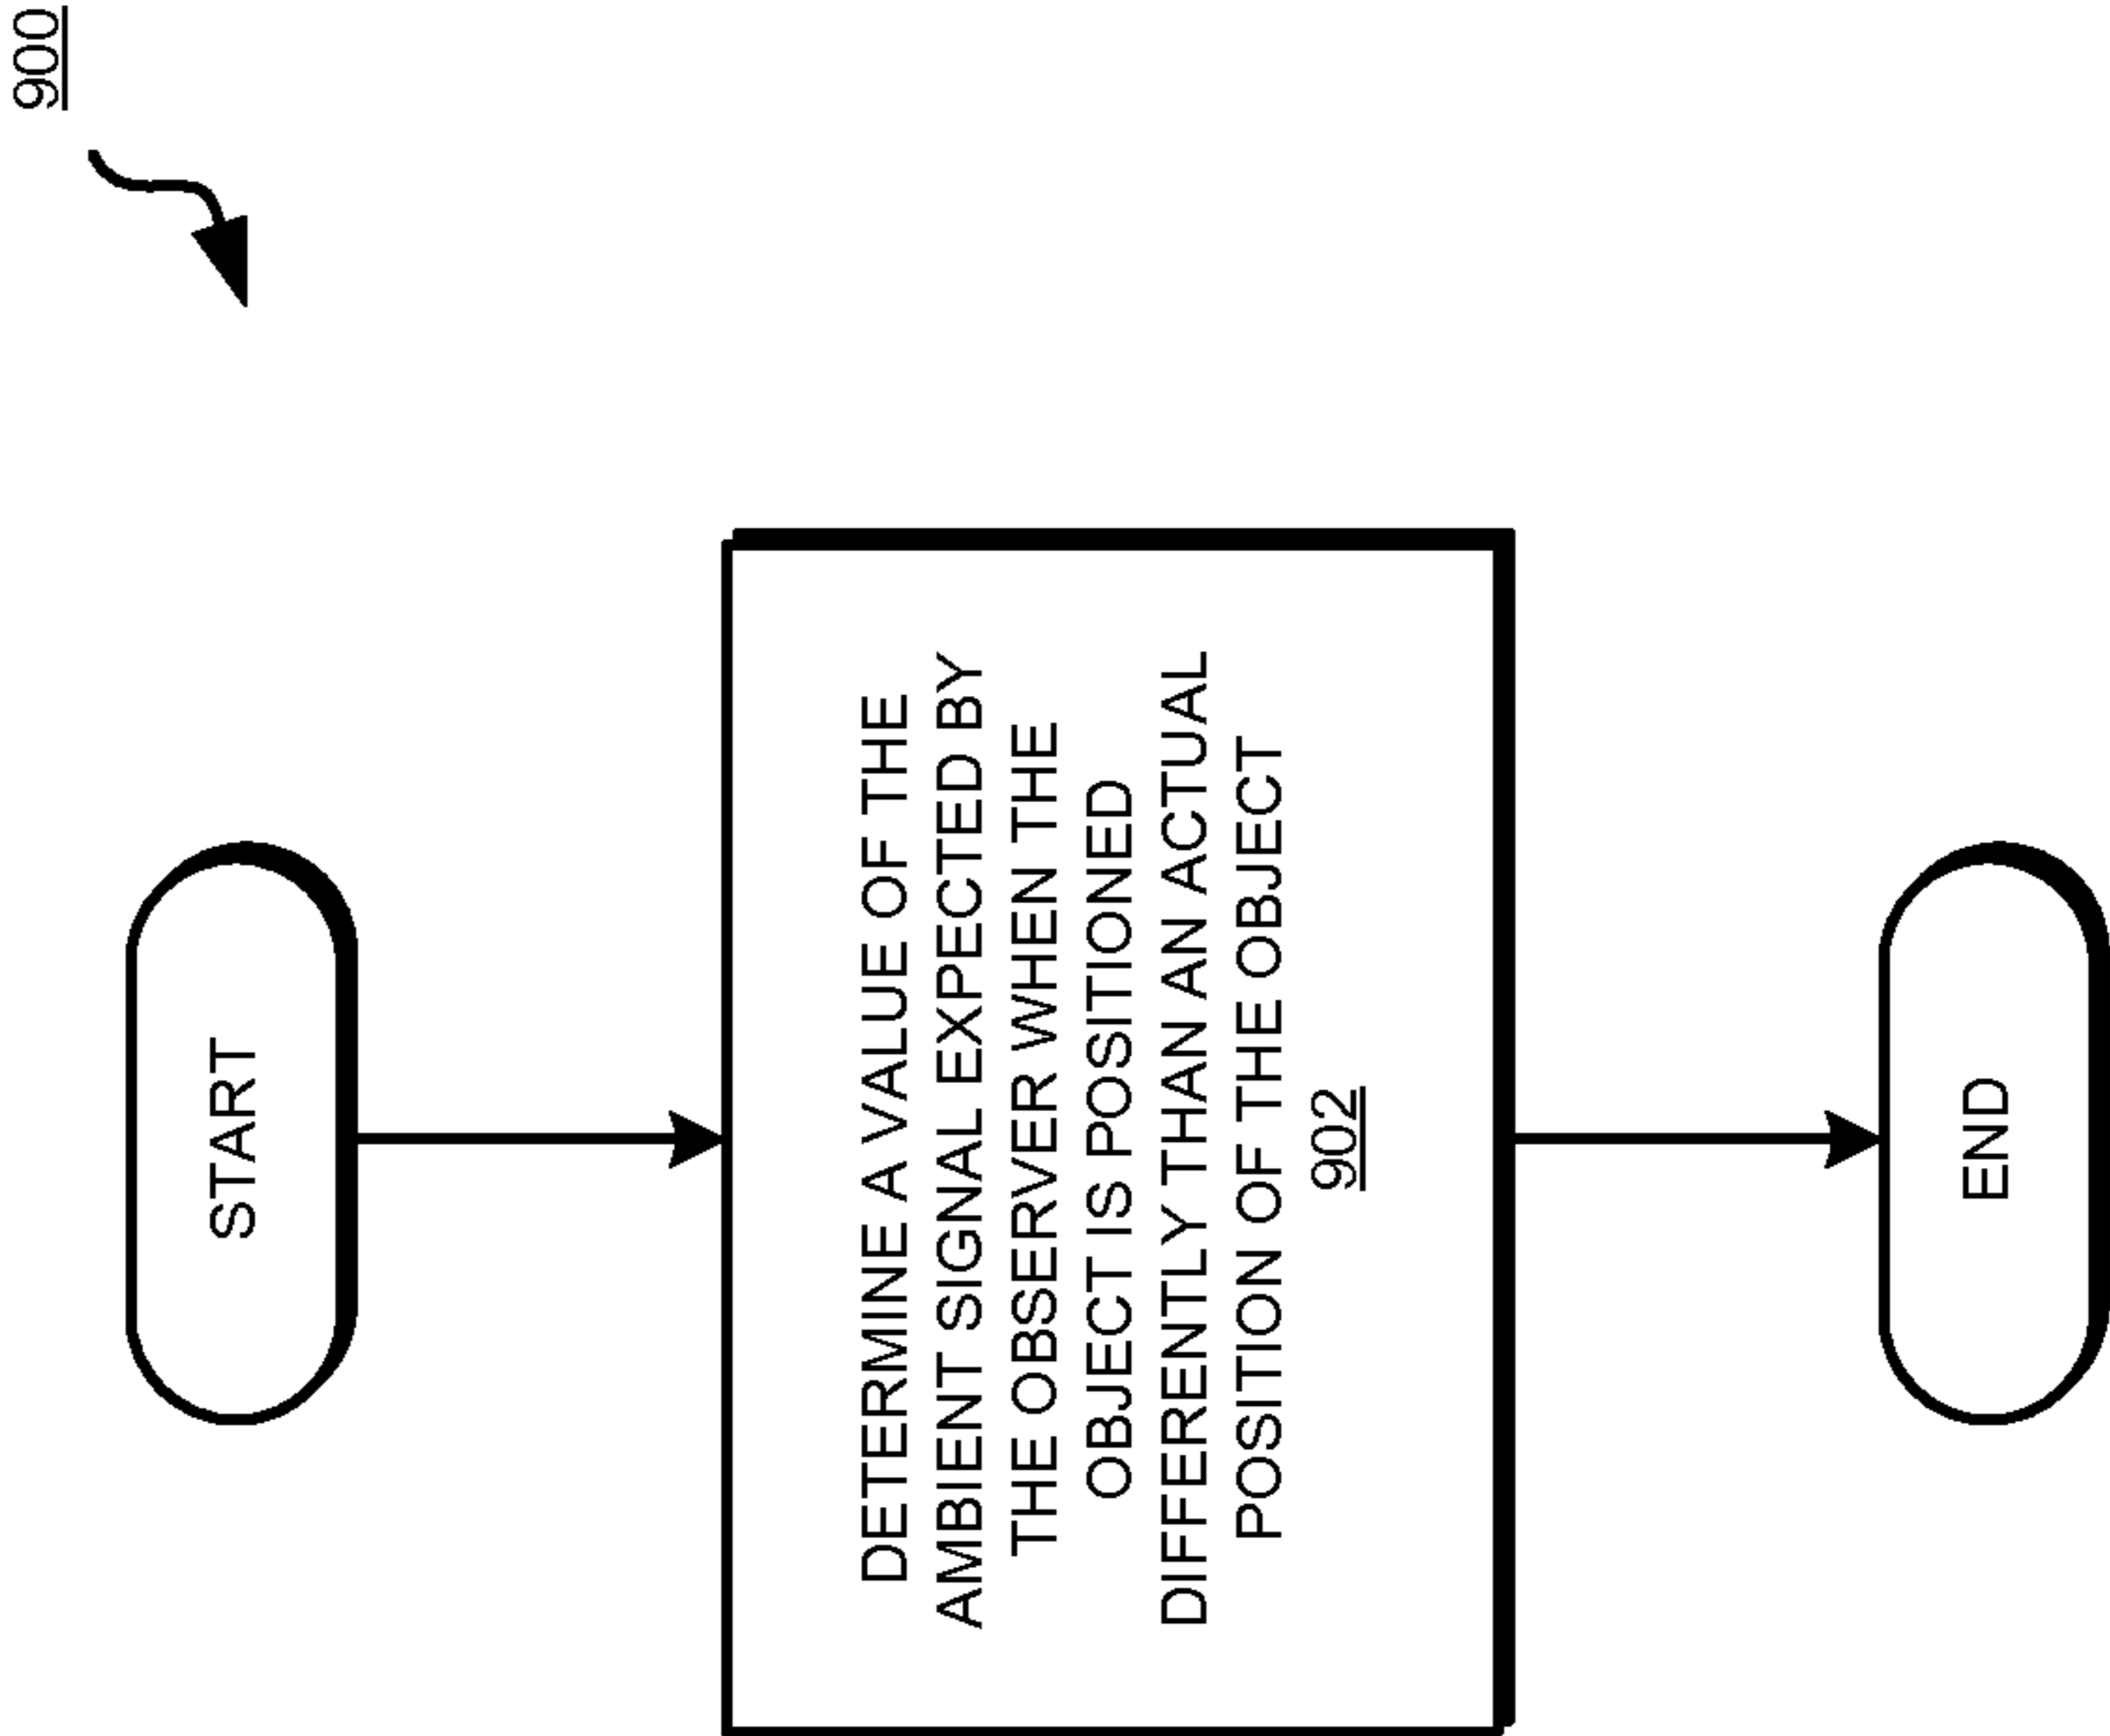 900
START
DETERMINE A VALUE OF THE
AMBIENT SIGNAL EXPECTED BY
THE OBSERVER WHEN THE
OBJECT IS POSITIONED
DIFFERENTLY THAN AN ACTUAL
POSITION OF THE OBJECT
902
END